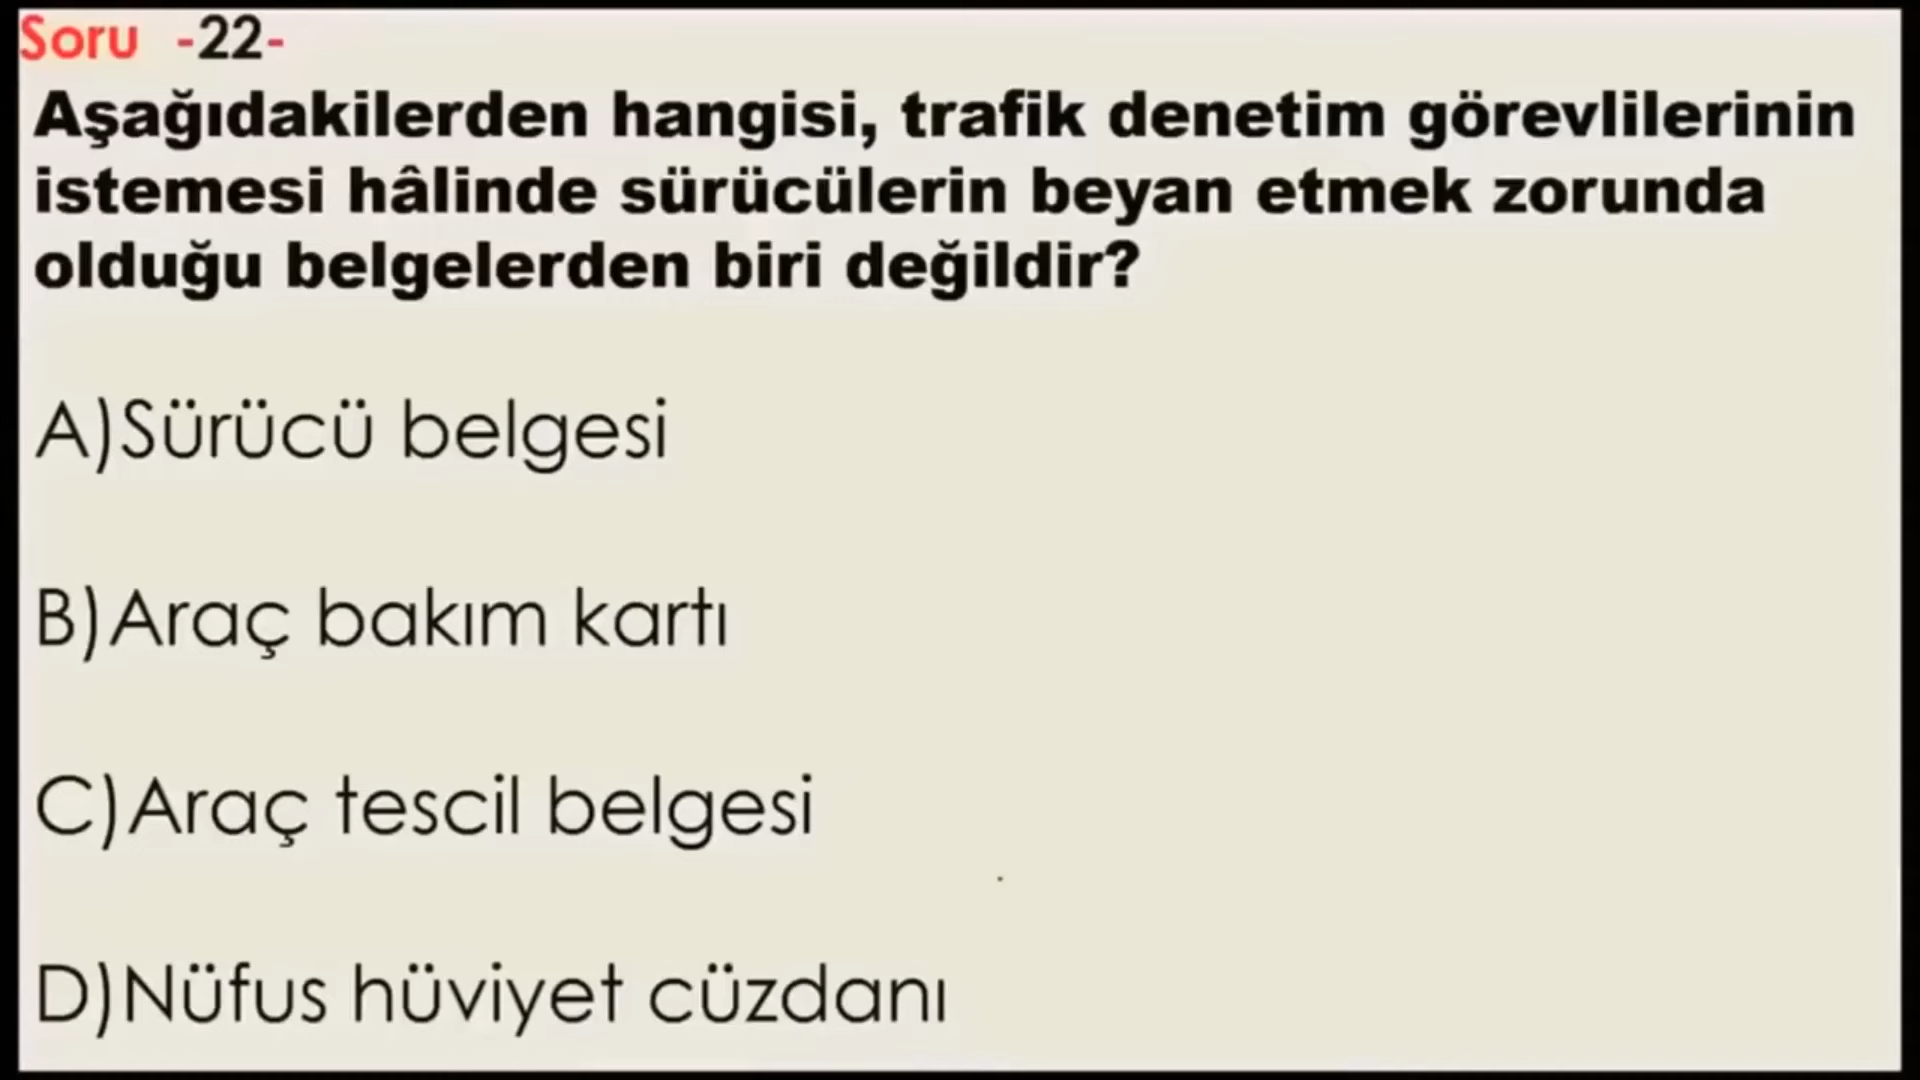 Soru -22-
Aşağıdakilerden hangisi, trafik denetim görevlilerinin
istemesi hâlinde sürücülerin beyan etmek zorunda
olduğu belgelerden biri değildir?
A)Sürücü belgesi
B)Araç bakım kartı
C)Araç tescil belgesi
D)Nüfus hüviyet cüzdanı